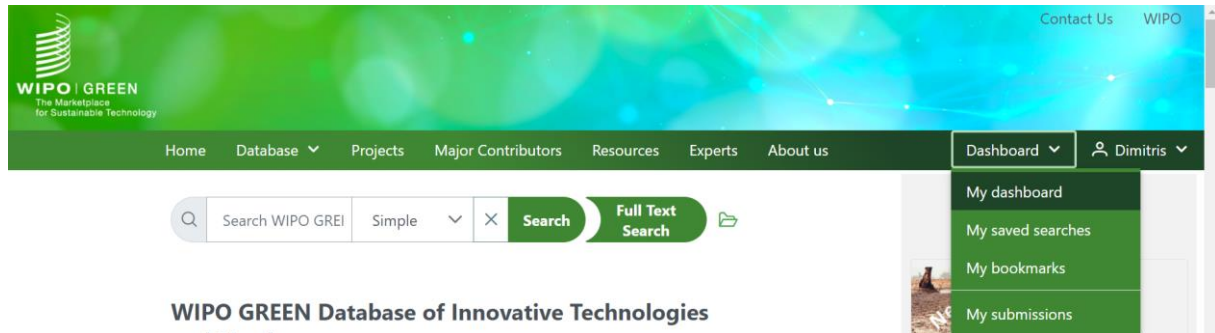 Contact Us WIPO
WIPO | GREEN
The Marketplace
for Sustainable Technology
Home Database Projects Major Contributors Resources Experts About us Dashboard Dimitris
My dashboard
My saved searches
My bookmarks
My submissions
Search WIPO GREI Simple Search Full Text
Search
WIPO GREEN Database of Innovative Technologies